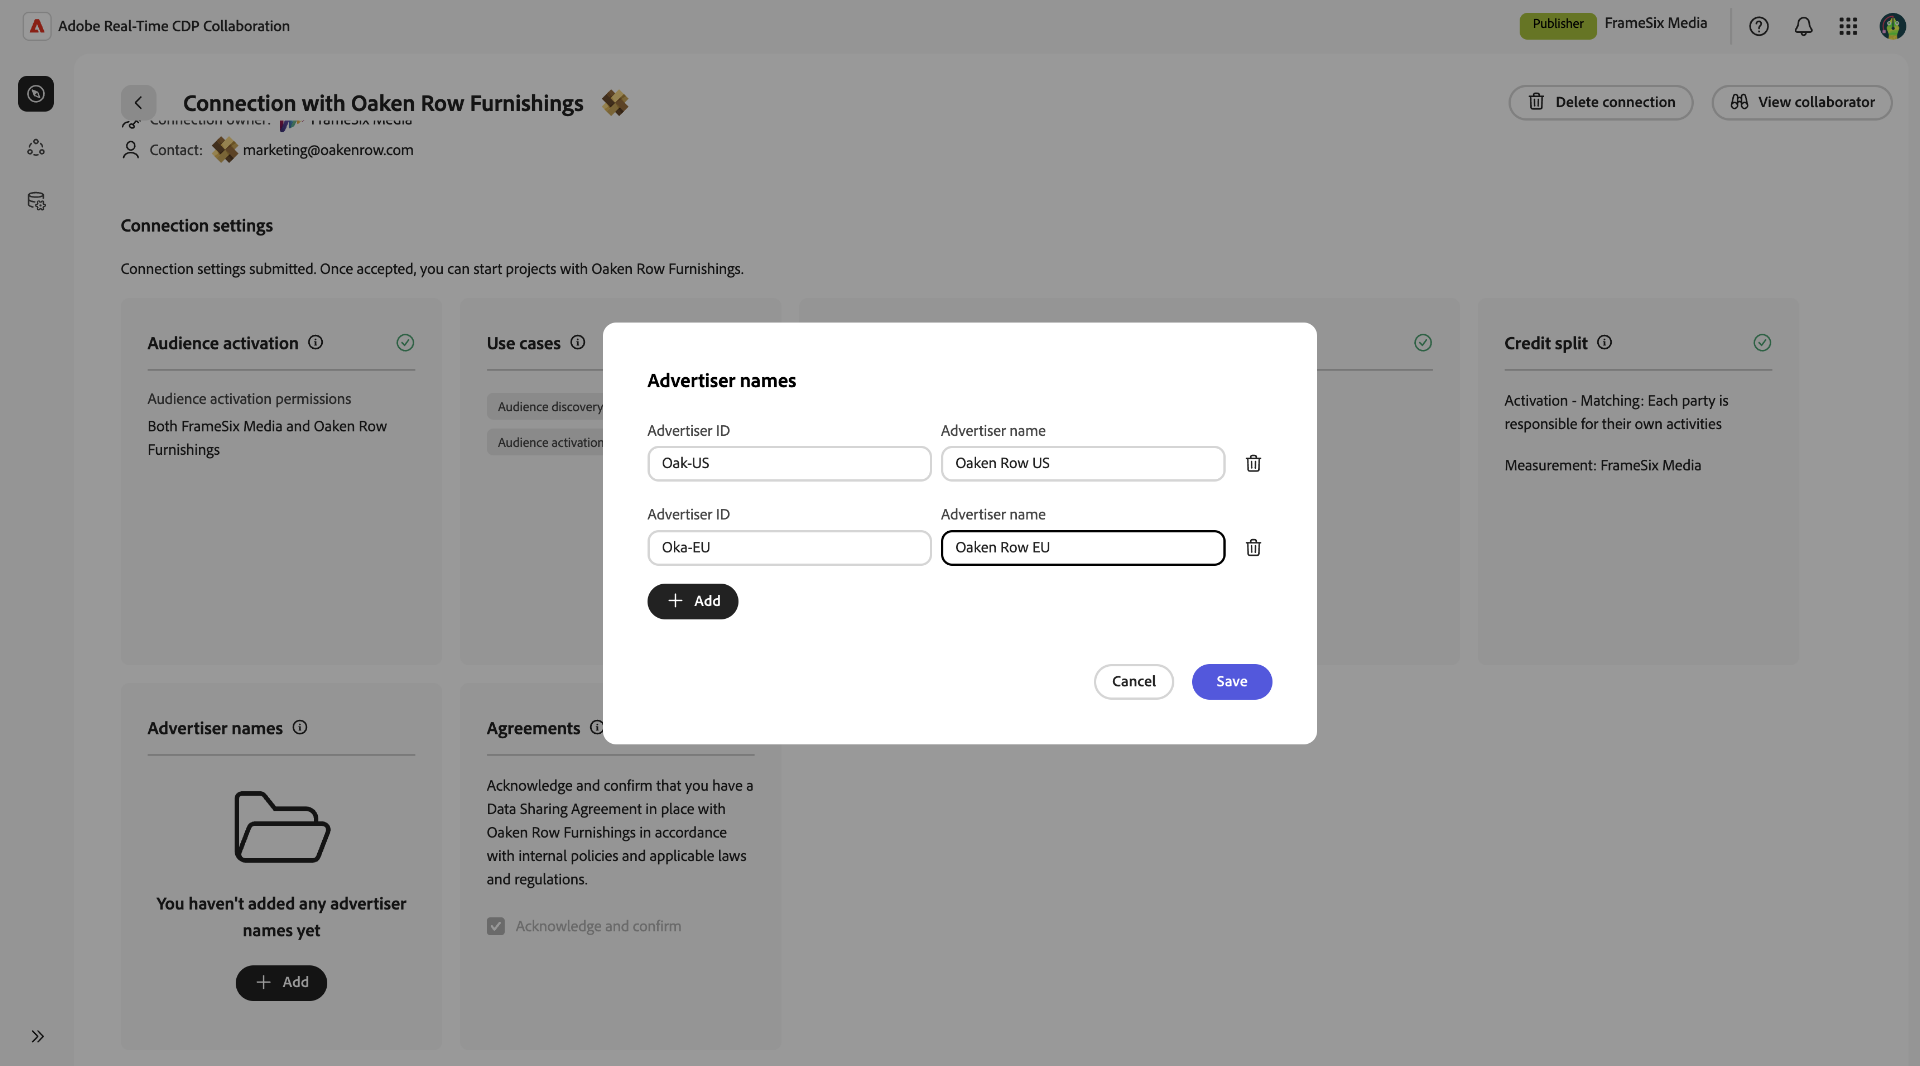 Adobe Real-Time CDP Collaboration
Publisher
FrameSix Media
Connection with Oaken Row Furnishings
Delete connection
View collaborator
Connection owner: FrameSix Media
Contact: marketing@oakenrow.com
Connection settings
Connection settings submitted. Once accepted, you can start projects with Oaken Row Furnishings.
Audience activation
Audience activation permissions
Both FrameSix Media and Oaken Row
Furnishings
Use cases
Audience discovery
Audience activation
Credit split
Activation - Matching: Each party is
responsible for their own activities
Measurement: FrameSix Media
Advertiser names
Advertiser ID
Advertiser name
Oak-US
Oaken Row US
Advertiser ID
Advertiser name
Oka-EU
Oaken Row EU
Add
Cancel
Save
Advertiser names
You haven't added any advertiser
names yet
Add
Agreements
Acknowledge and confirm that you have a
Data Sharing Agreement in place with
Oaken Row Furnishings in accordance
with internal policies and applicable laws
and regulations.
Acknowledge and confirm